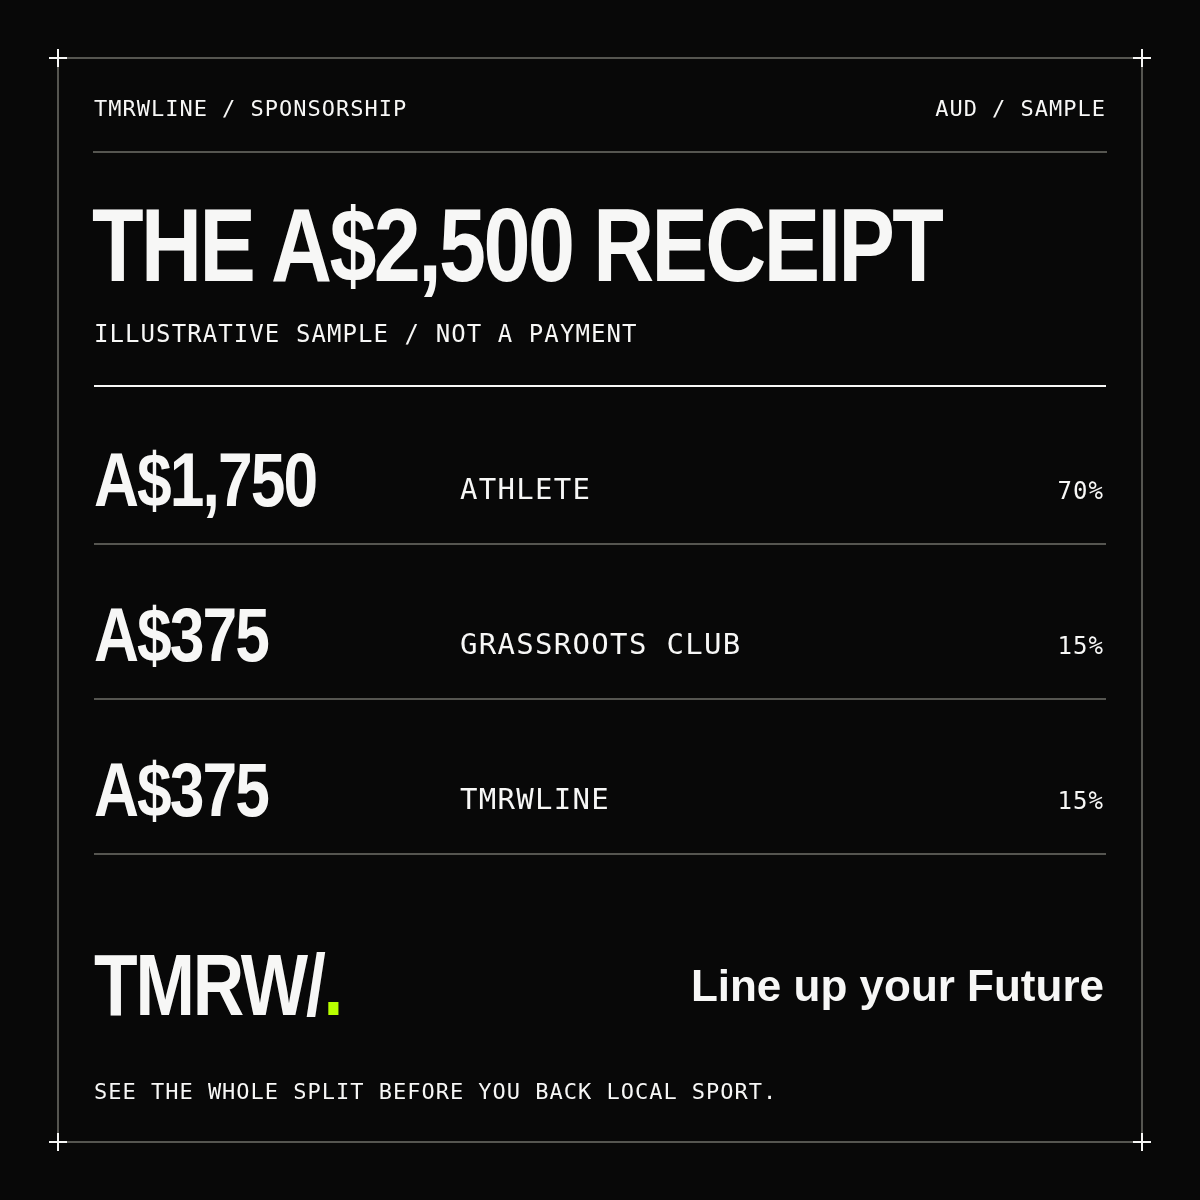 TMRWLINE / SPONSORSHIP AUD / SAMPLE
THE A$2,500 RECEIPT
ILLUSTRATIVE SAMPLE / NOT A PAYMENT
A$1,750 ATHLETE 70%
A$375 GRASSROOTS CLUB 15%
A$375 TMRWLINE 15%
TMRW/. Line up your Future
SEE THE WHOLE SPLIT BEFORE YOU BACK LOCAL SPORT.